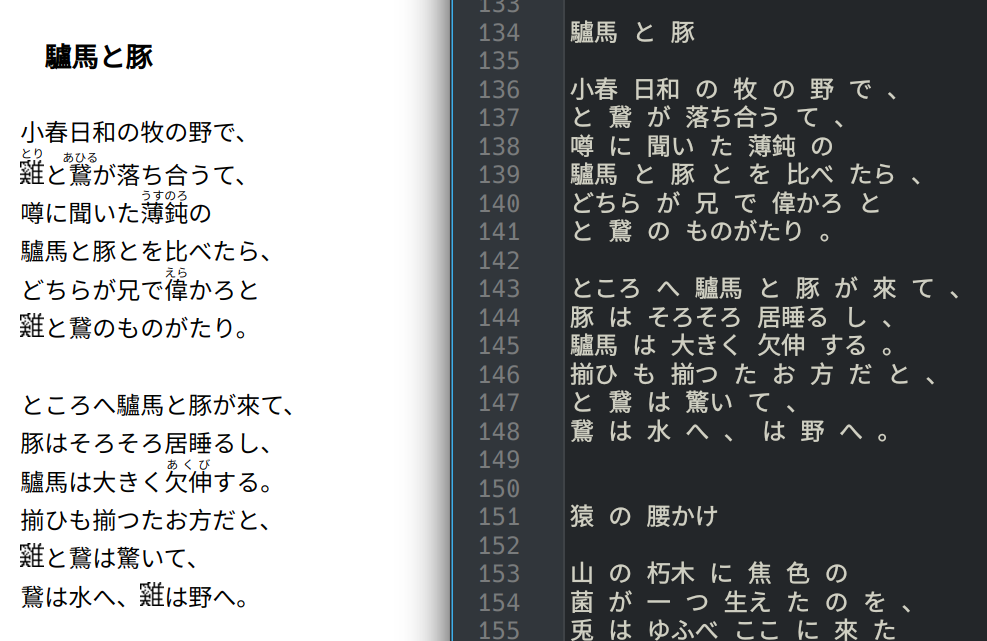 驢馬と豚
小春日和の牧の野で、
とり あひる
雞と鵞が落ち合うて、
うすのろ
噂に聞いた薄鈍の
驢馬と豚とを比べたら、
えら
どちらが兄で偉かろと
雞と鵞のものがたり。
ところへ驢馬と豚が來て、
豚はそろそろ居睡るし、
あくび
驢馬は大きく欠伸する。
揃ひも揃つたお方だと、
雞と鵞は驚いて、
鵞は水へ、雞は野へ。
133
134 驢馬 と 豚
135
136 小春 日和 の 牧 の 野 で 、
137 と 鵞 が 落ち合う て 、
138 噂 に 聞い た 薄鈍 の
139 驢馬 と 豚 と を 比べ たら 、
140 どちら が 兄 で 偉かろ と
141 と 鵞 の ものがたり 。
142
143 ところ へ 驢馬 と 豚 が 來 て 、
144 豚 は そろそろ 居睡る し 、
145 驢馬 は 大きく 欠伸 する 。
146 揃ひ も 揃つ た お 方 だ と 、
147 と 鵞 は 驚い て 、
148 鵞 は 水 へ 、 は 野 へ 。
149
150
151 猿 の 腰かけ
152
153 山 の 朽木 に 焦 色 の
154 菌 が 一 つ 生え た の を 、
155 兎 は ゆふべ ここ に 來 た